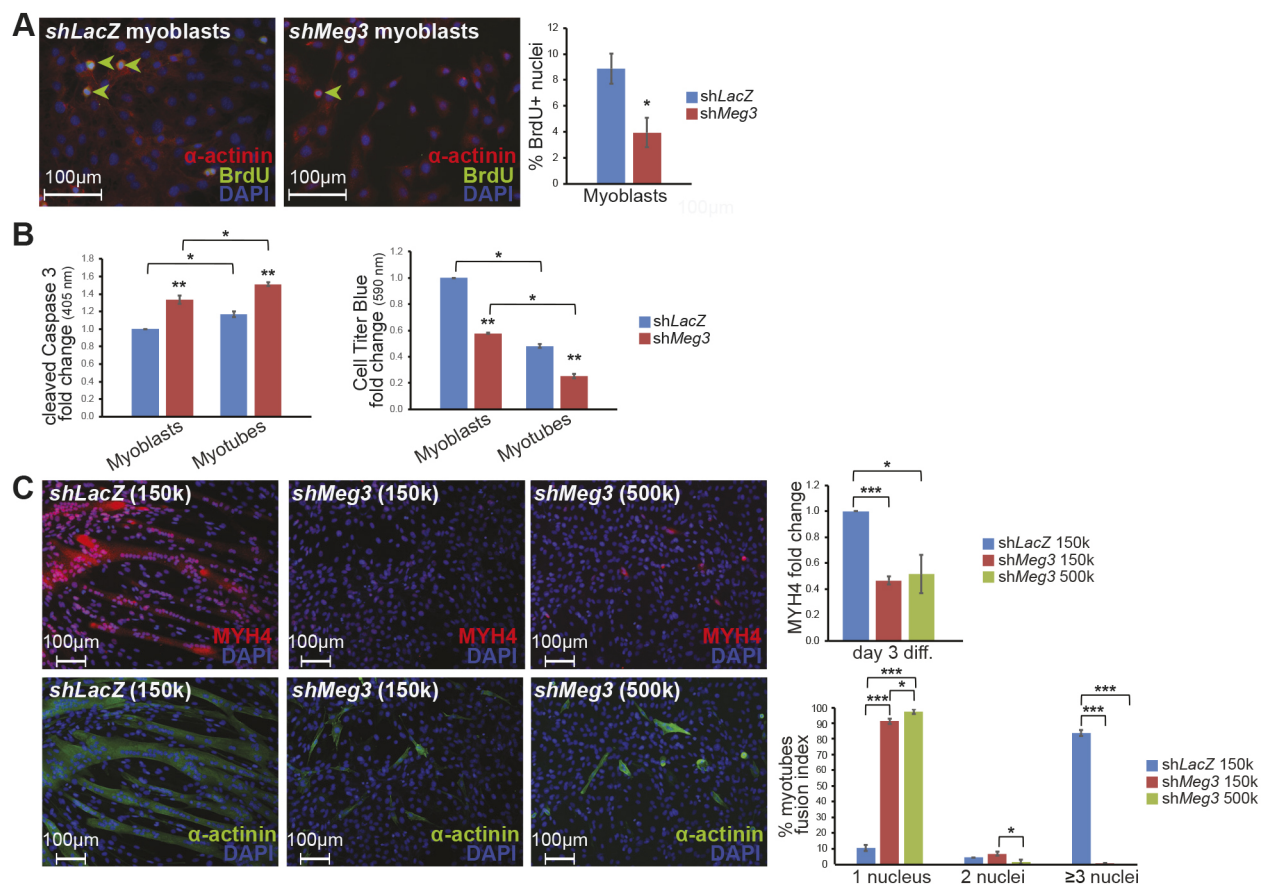 A
shLacZ myoblasts
α-actinin
BrdU
DAPI
100μm
shMeg3 myoblasts
α-actinin
BrdU
DAPI
100μm
% BrdU+ nuclei
12
10
8
6
4
2
0
*
Myoblasts
shLacZ
shMeg3
100μm
B
cleaved Caspase 3
fold change (405 nm)
1.8
1.6
1.4
1.2
1.0
0.8
0.6
0.4
0.2
0.0
*
*
**
**
Myoblasts
Myotubes
Cell Titer Blue
fold change (590 nm)
1.2
1.0
0.8
0.6
0.4
0.2
0.0
*
*
**
**
Myoblasts
Myotubes
shLacZ
shMeg3
C
shLacZ (150k)
MYH4
DAPI
100μm
shMeg3 (150k)
MYH4
DAPI
100μm
shMeg3 (500k)
MYH4
DAPI
100μm
MYH4 fold change
1.2
1.0
0.8
0.6
0.4
0.2
0.0
*
***
day 3 diff.
shLacZ 150k
shMeg3 150k
shMeg3 500k
shLacZ (150k)
α-actinin
DAPI
100μm
shMeg3 (150k)
α-actinin
DAPI
100μm
shMeg3 (500k)
α-actinin
DAPI
100μm
% myotubes
fusion index
100
90
80
70
60
50
40
30
20
10
0
***
***
*
*
***
***
1 nucleus
2 nuclei
≥3 nuclei
shLacZ 150k
shMeg3 150k
shMeg3 500k